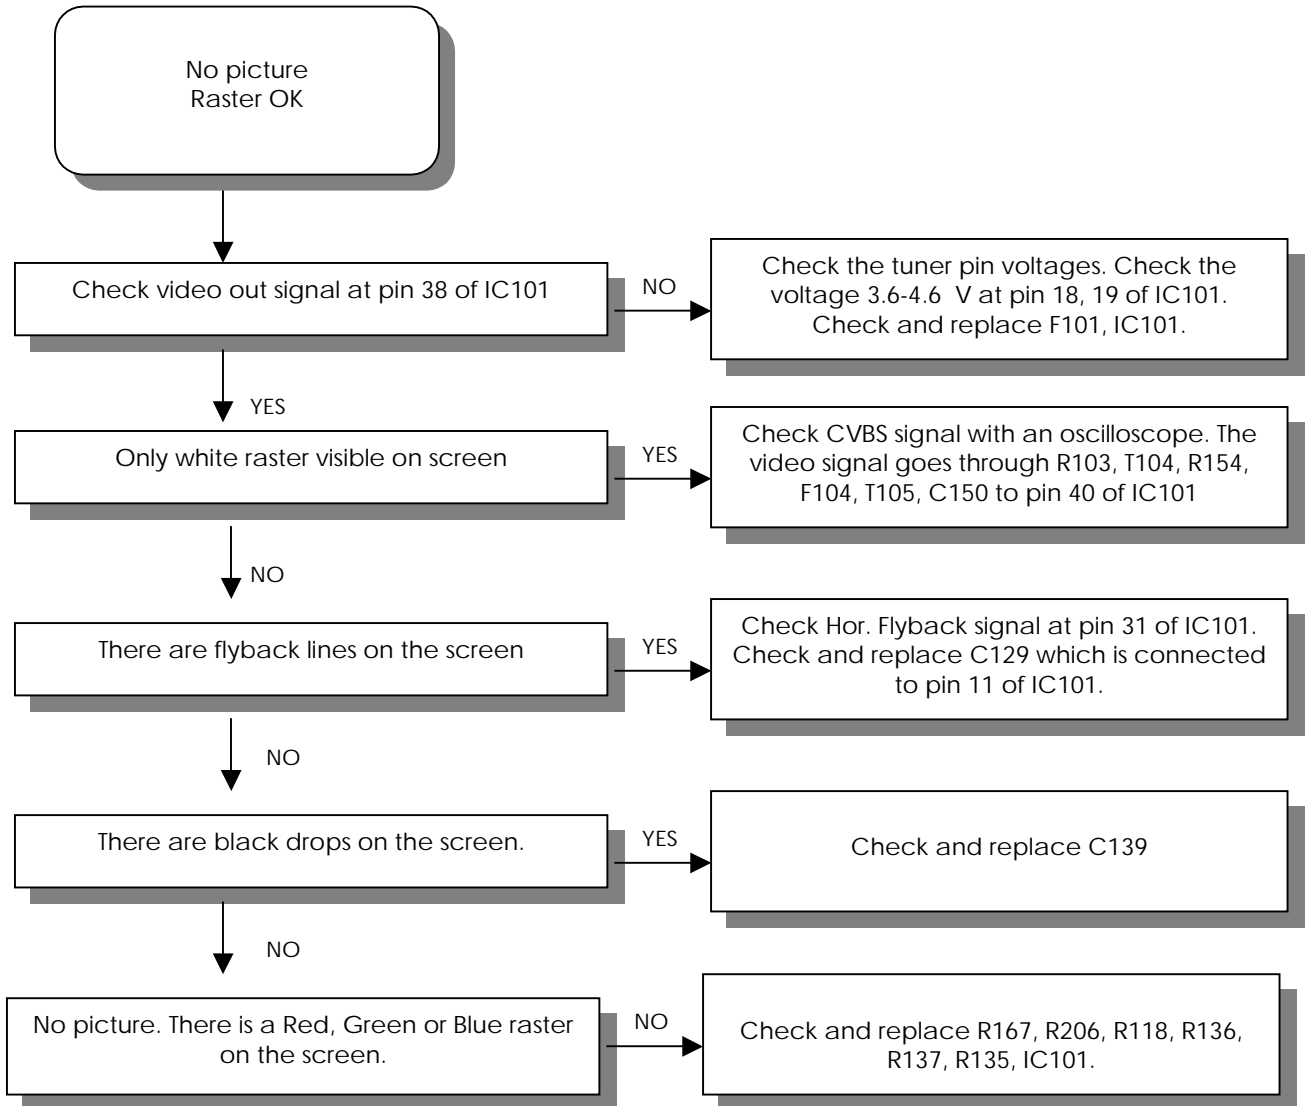 No picture
Raster OK
Check video out signal at pin 38 of IC101
NO
Check the tuner pin voltages. Check the
voltage 3.6-4.6 V at pin 18, 19 of IC101.
Check and replace F101, IC101.
YES
Only white raster visible on screen
YES
Check CVBS signal with an oscilloscope. The
video signal goes through R103, T104, R154,
F104, T105, C150 to pin 40 of IC101
NO
There are flyback lines on the screen
YES
Check Hor. Flyback signal at pin 31 of IC101.
Check and replace C129 which is connected
to pin 11 of IC101.
NO
There are black drops on the screen.
YES
Check and replace C139
NO
No picture. There is a Red, Green or Blue raster
on the screen.
NO
Check and replace R167, R206, R118, R136,
R137, R135, IC101.